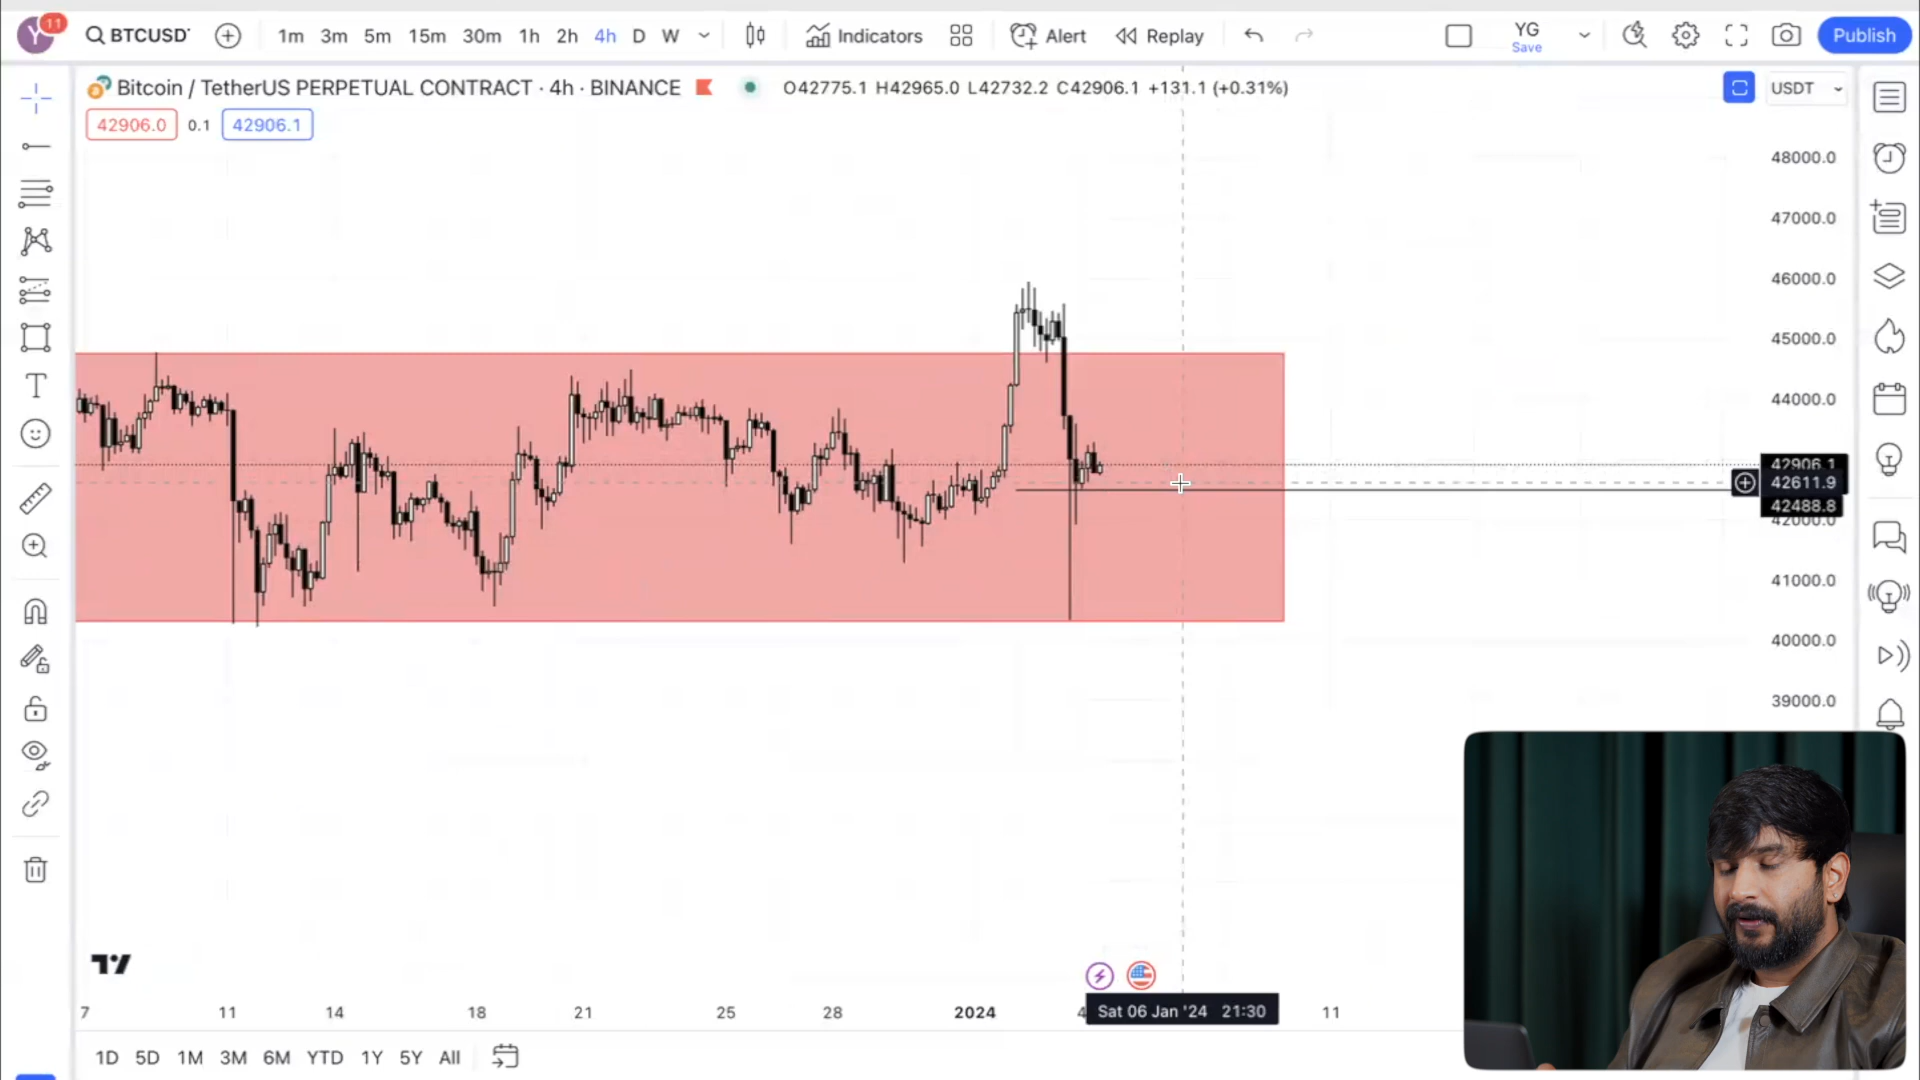 Y 11 BTCUSD 1m 3m 5m 15m 30m 1h 2h 4h D W Indicators Alert Replay YG Save Publish
Bitcoin / TetherUS PERPETUAL CONTRACT · 4h · BINANCE O42775.1 H42965.0 L42732.2 C42906.1 +131.1 (+0.31%) USDT
42906.0 0.1 42906.1
48000.0
47000.0
46000.0
45000.0
44000.0
42906.1
42611.9
42488.8
42000.0
41000.0
40000.0
39000.0
7 11 14 18 21 25 28 2024 4 Sat 06 Jan '24 21:30 11
1D 5D 1M 3M 6M YTD 1Y 5Y All